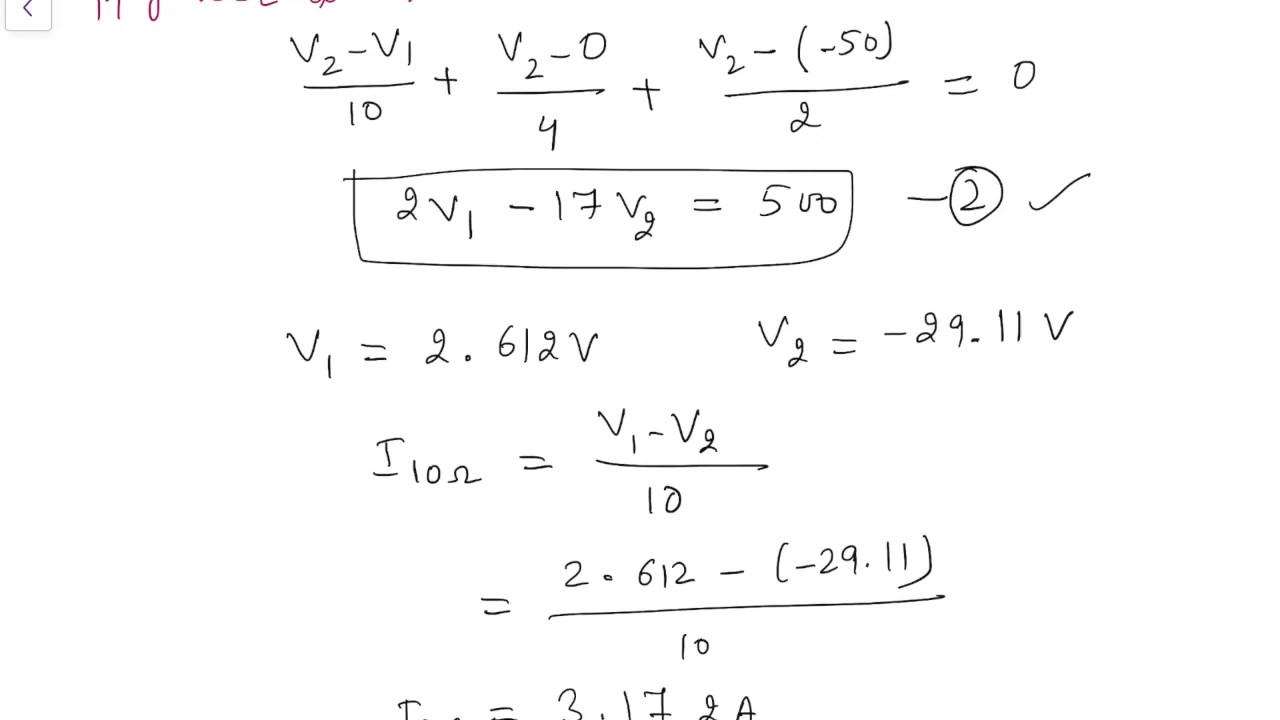 V₂-V₁/10 + V₂-0/4 + V₂-(-50)/2 = 0
2V₁ - 17V₂ = 500 -② ✓
V₁ = 2.612V V₂ = -29.11V
I₁₀Ω = V₁-V₂/10
= 2.612-(-29.11)/10
= 3.172A